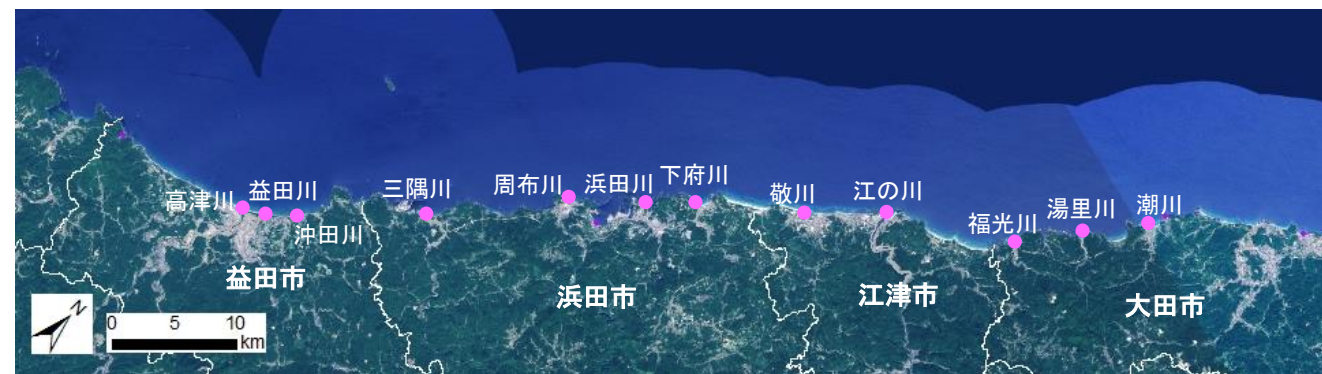 高津川
益田川
沖田川
三隅川
周布川
浜田川
下府川
敬川
江の川
福光川
湯里川
潮川
益田市
浜田市
江津市
大田市
N
0 5 10
km